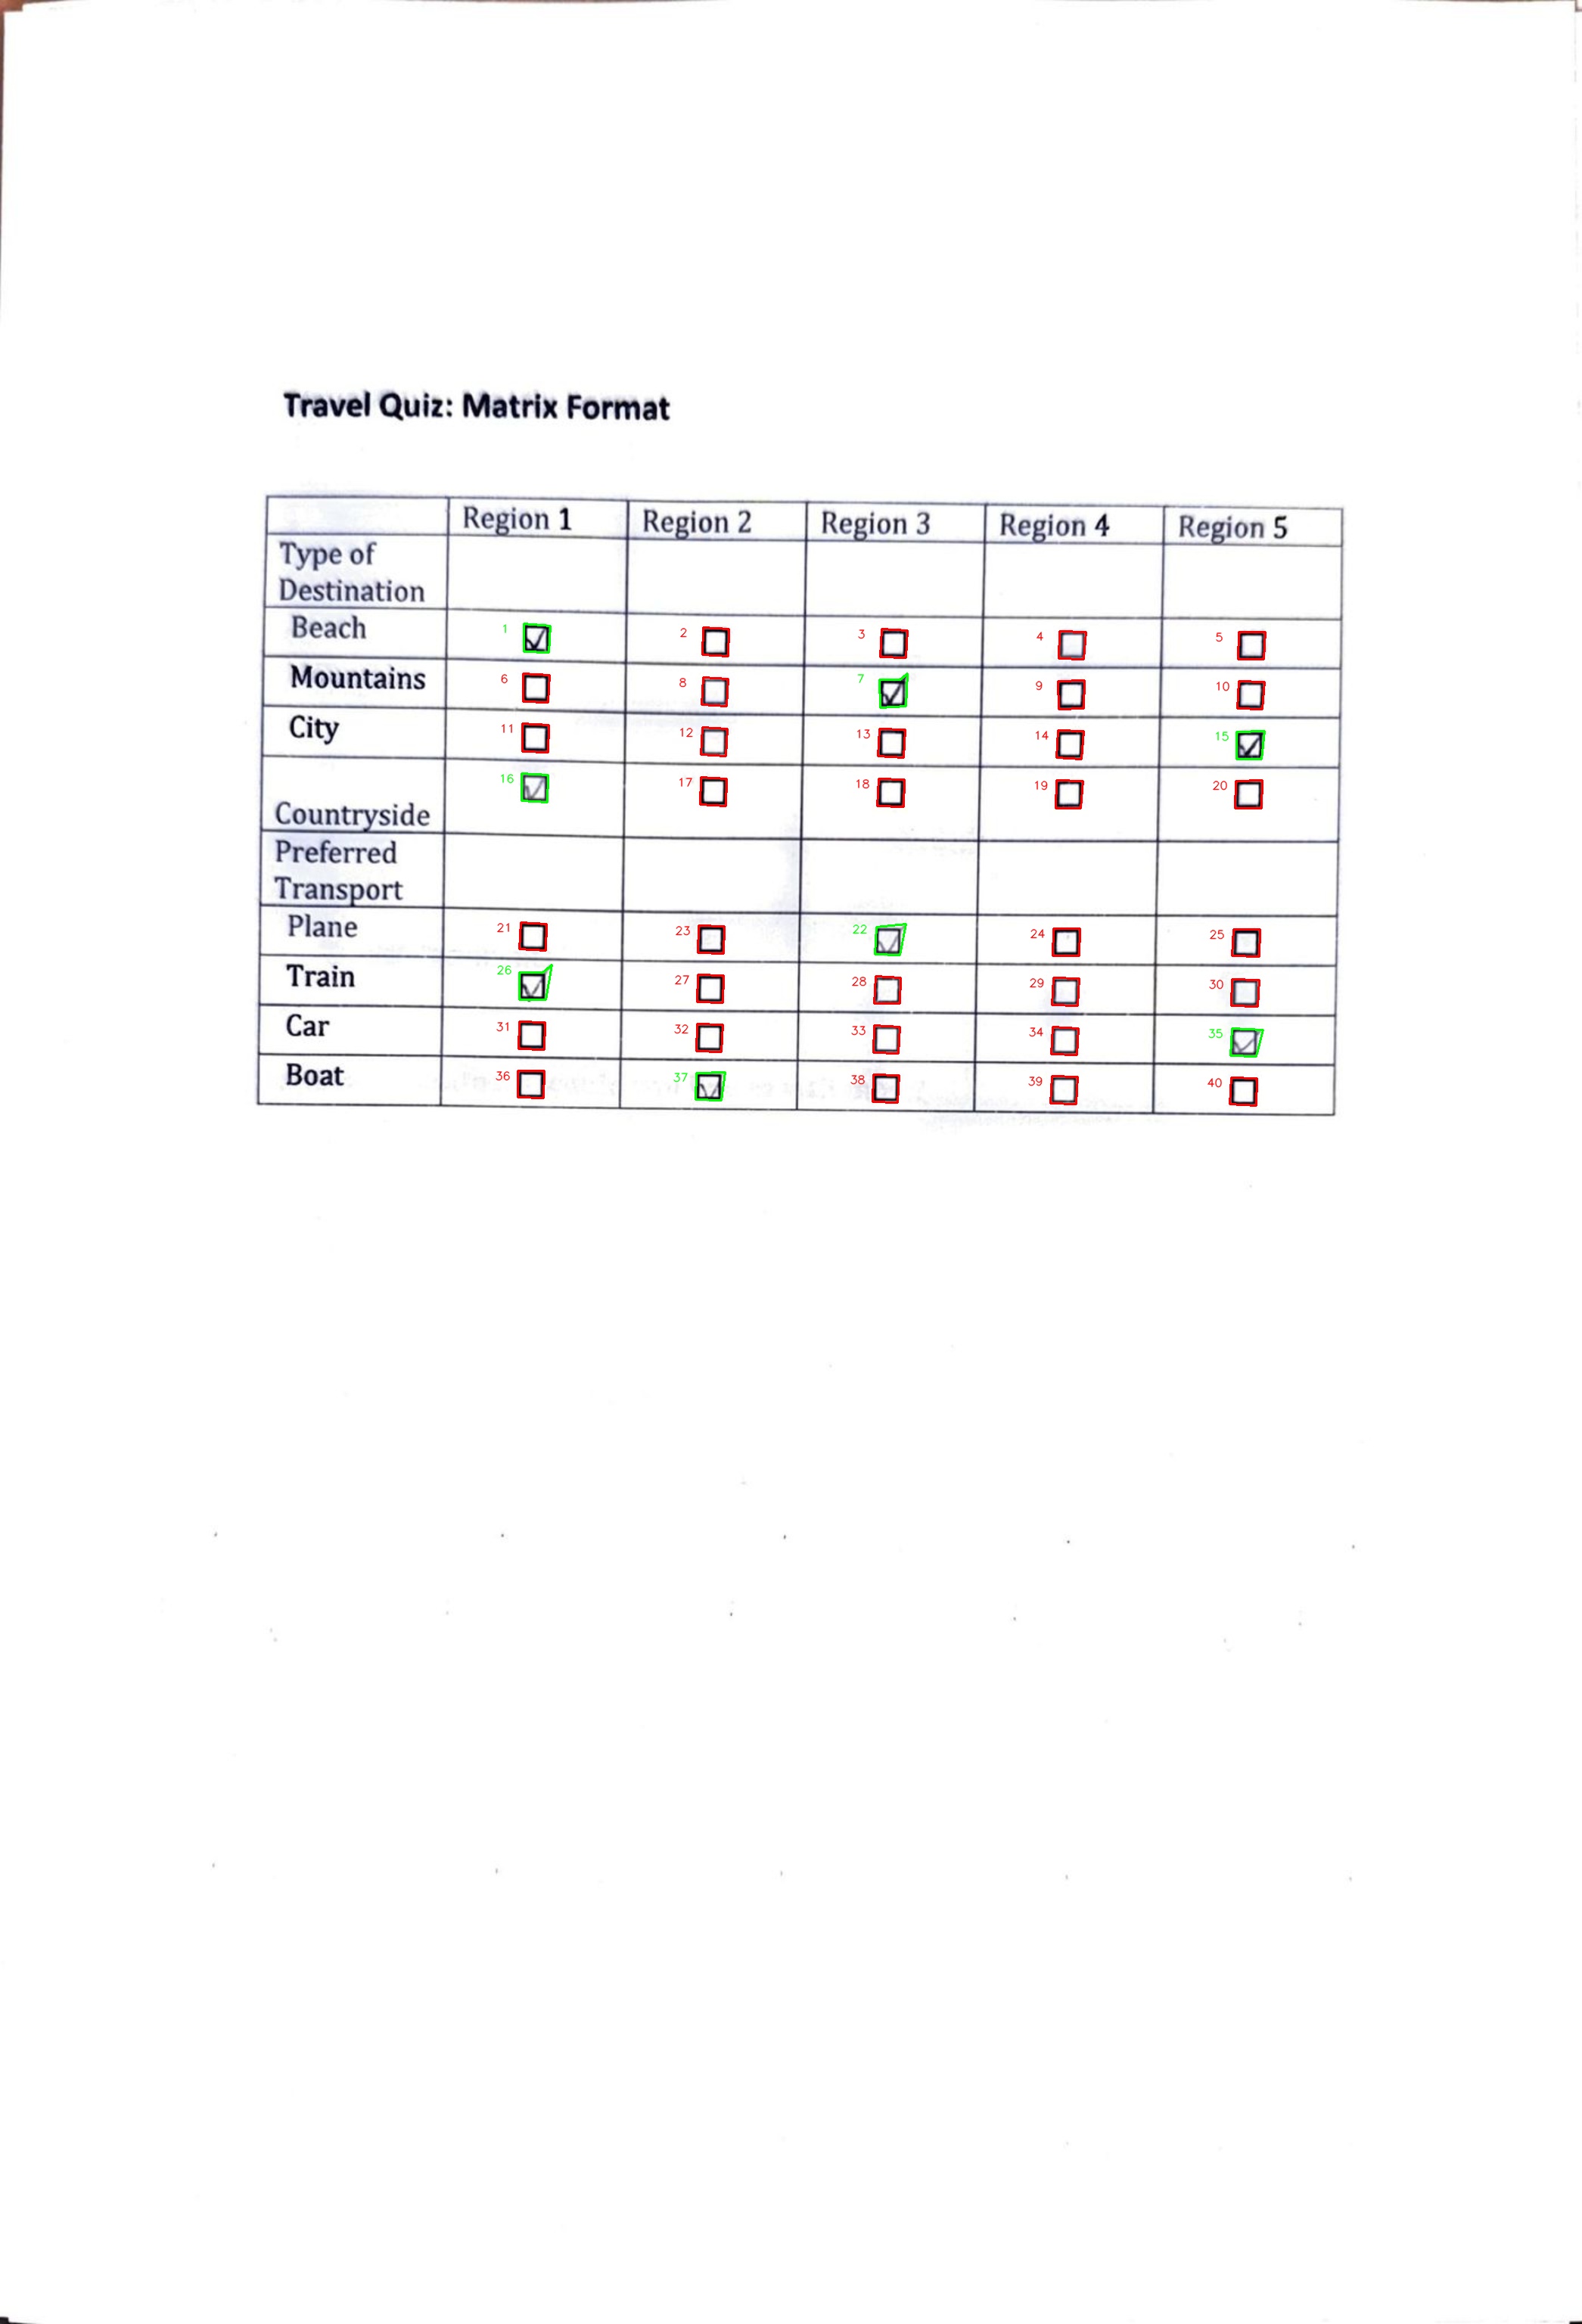 Travel Quiz: Matrix Format
Region 1 Region 2 Region 3 Region 4 Region 5
Type of
Destination
Beach 1 2 3 4 5
Mountains 6 8 7 9 10
City 11 12 13 14 15
16 17 18 19 20
Countryside
Preferred
Transport
Plane 21 23 22 24 25
Train 26 27 28 29 30
Car 31 32 33 34 35
Boat 36 37 38 39 40